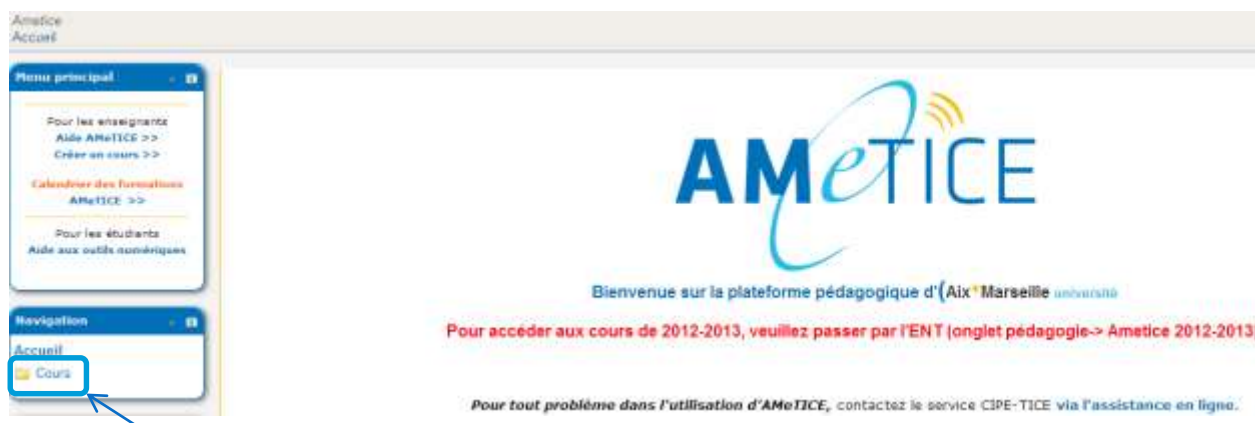 Ametice
Accueil
Menu principal
Pour les enseignants
Aide AMeTICE >>
Créer un cours >>
Calendrier des formations
AMeTICE >>
Pour les étudiants
Aide aux outils numériques
Navigation
Accueil
Cours
AMeTICE
Bienvenue sur la plateforme pédagogique d'(Aix*Marseille université
Pour accéder aux cours de 2012-2013, veuillez passer par l'ENT (onglet pédagogie-> Ametice 2012-2013
Pour tout problème dans l'utilisation d'AMeTICE, contactez le service CIPE-TICE via l'assistance en ligne.